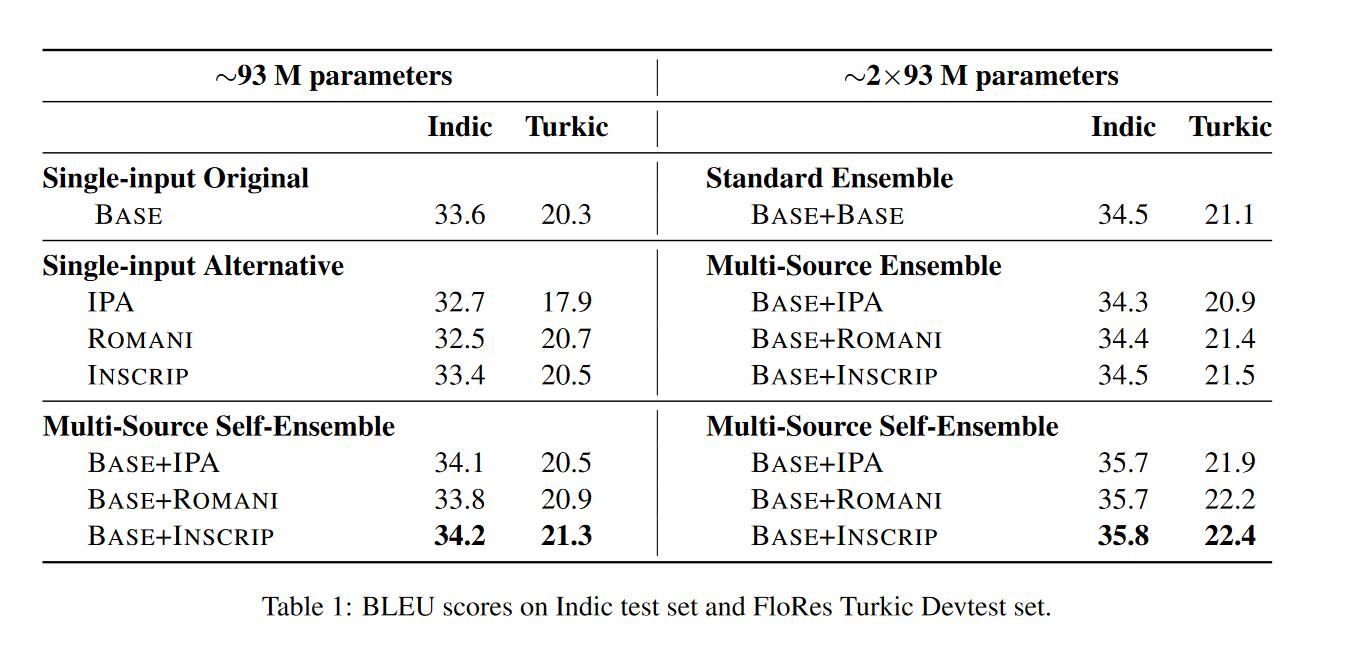 ~93 M parameters ~2×93 M parameters
Indic Turkic Indic Turkic
Single-input Original Standard Ensemble
BASE 33.6 20.3 BASE+BASE 34.5 21.1
Single-input Alternative Multi-Source Ensemble
IPA 32.7 17.9 BASE+IPA 34.3 20.9
ROMANI 32.5 20.7 BASE+ROMANI 34.4 21.4
INSCRIP 33.4 20.5 BASE+INSCRIP 34.5 21.5
Multi-Source Self-Ensemble Multi-Source Self-Ensemble
BASE+IPA 34.1 20.5 BASE+IPA 35.7 21.9
BASE+ROMANI 33.8 20.9 BASE+ROMANI 35.7 22.2
BASE+INSCRIP 34.2 21.3 BASE+INSCRIP 35.8 22.4
Table 1: BLEU scores on Indic test set and FloRes Turkic Devtest set.